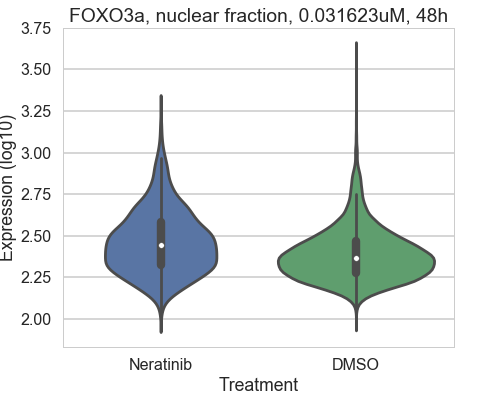 FOXO3a, nuclear fraction, 0.031623uM, 48h
Expression (log10)
3.75
3.50
3.25
3.00
2.75
2.50
2.25
2.00
Neratinib DMSO
Treatment